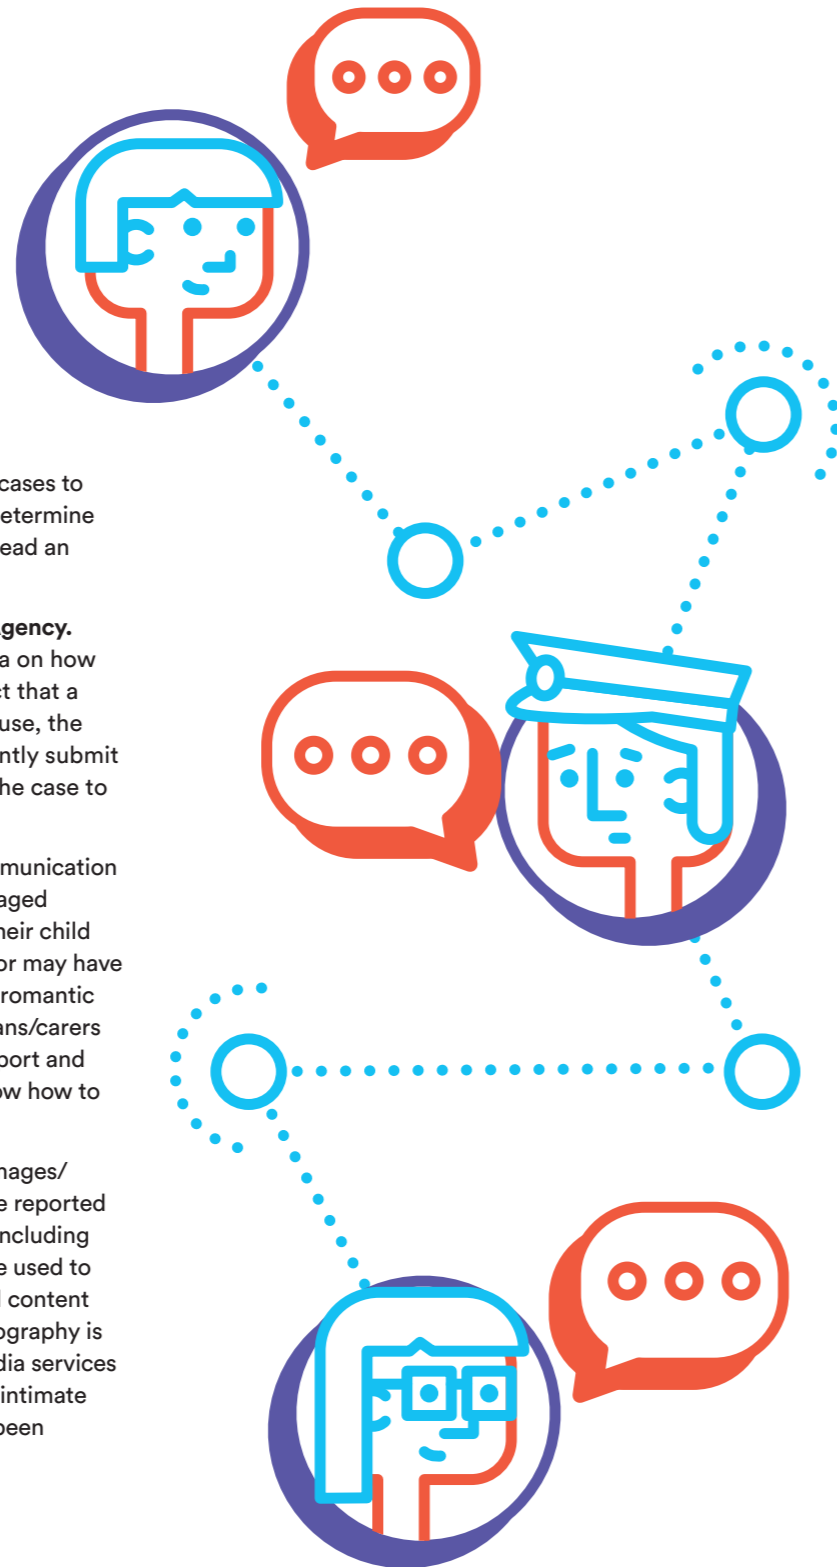 cases to
determine
ead an
gency.
a on how
ct that a
use, the
ntly submit
he case to
munication
aged
heir child
or may have
romantic
ans/carers
port and
ow how to
nages/
e reported
including
e used to
l content
ography is
dia services
intimate
been